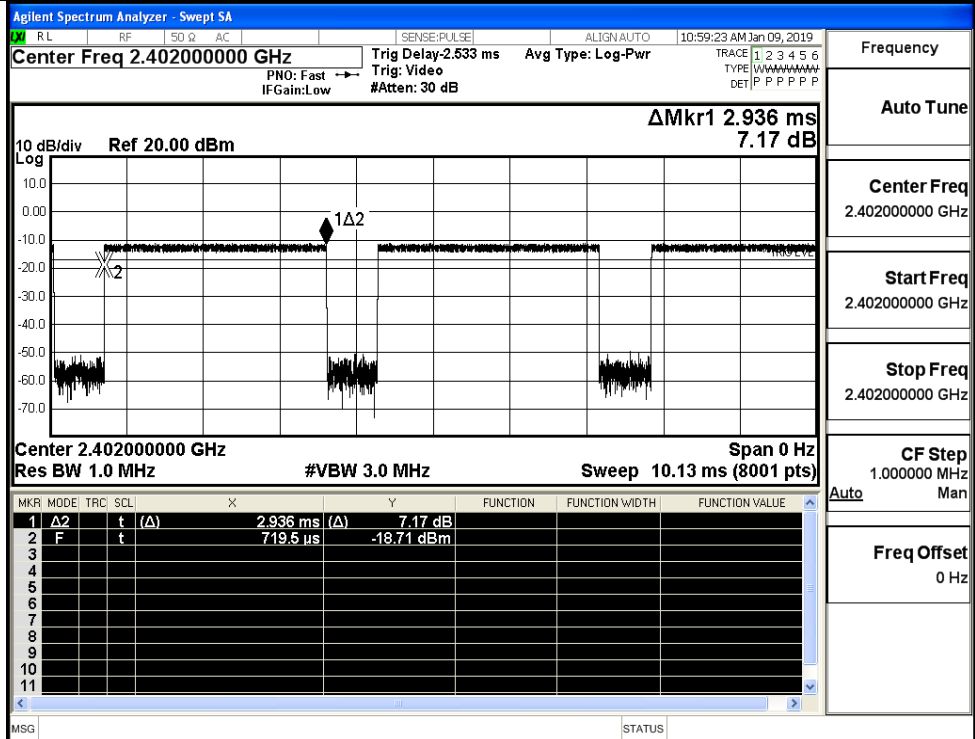 Agilent Spectrum Analyzer - Swept SA
LXI RL RF 50 Ω AC SENSE:PULSE ALIGN AUTO 10:59:23 AM Jan 09, 2019
Center Freq 2.402000000 GHz Trig Delay-2.533 ms Avg Type: Log-Pwr TRACE 1 2 3 4 5 6
PNO: Fast Trig: Video TYPE WWWWWW
IFGain:Low #Atten: 30 dB DET P P P P P P
ΔMkr1 2.936 ms
7.17 dB
10 dB/div Ref 20.00 dBm
Log
10.0
0.00
1Δ2
-10.0
-20.0
2
-30.0
-40.0
-50.0
-60.0
-70.0
Center 2.402000000 GHz Span 0 Hz
Res BW 1.0 MHz #VBW 3.0 MHz Sweep 10.13 ms (8001 pts)
MKR MODE TRC SCL X Y FUNCTION FUNCTION WIDTH FUNCTION VALUE
1 Δ2 t (Δ) 2.936 ms (Δ) 7.17 dB
2 F t 719.5 µs -18.71 dBm
3
4
5
6
7
8
9
10
11
MSG STATUS
Frequency
Auto Tune
Center Freq
2.402000000 GHz
Start Freq
2.402000000 GHz
Stop Freq
2.402000000 GHz
CF Step
1.000000 MHz
Auto Man
Freq Offset
0 Hz